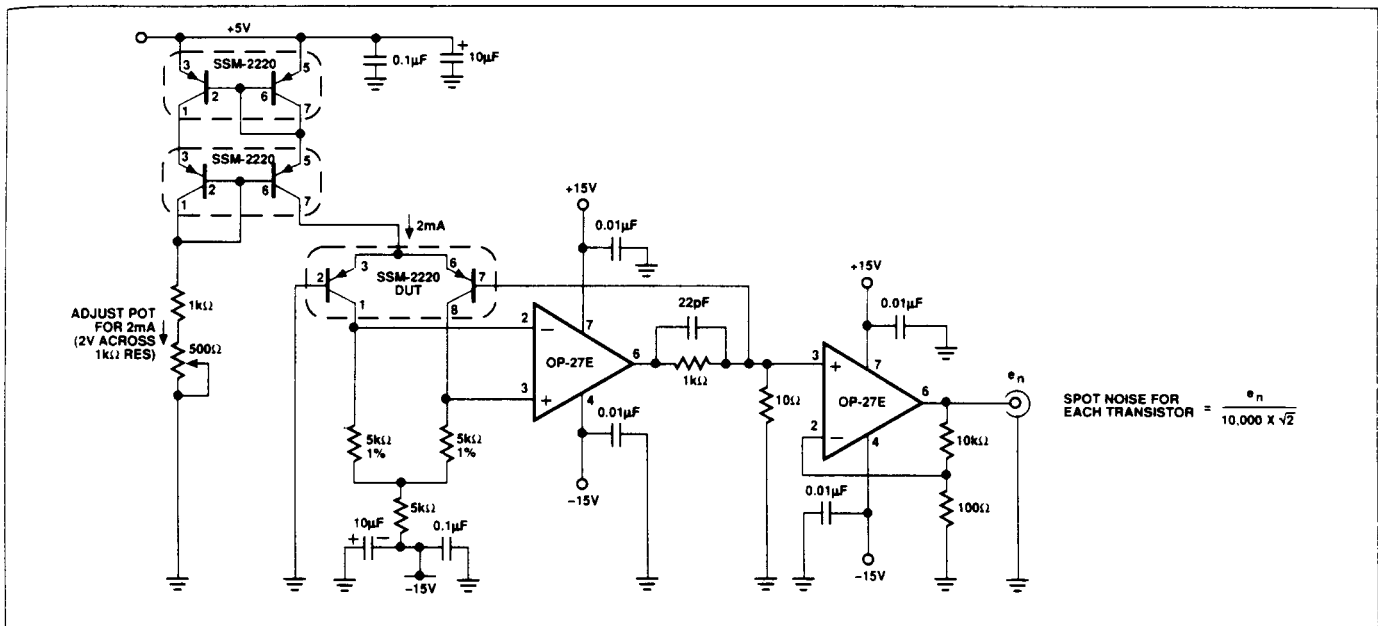 +5V
SSM-2220
3
5
2
6
1
7
0.1μF
+
10μF
SSM-2220
3
5
2
6
1
7
2mA
1kΩ
ADJUST POT
FOR 2mA
(2V ACROSS
1kΩ RES)
500Ω
2
3
6
7
SSM-2220
DUT
1
8
+15V
0.01μF
2
−
7
OP-27E
6
3
+
4
0.01μF
−15V
22pF
1kΩ
10Ω
5kΩ
1%
5kΩ
1%
5kΩ
10μF
+
−
0.1μF
−15V
+15V
0.01μF
3
+
7
OP-27E
6
2
−
4
0.01μF
−15V
10kΩ
100Ω
en
SPOT NOISE FOR
EACH TRANSISTOR = en
10,000 X √2